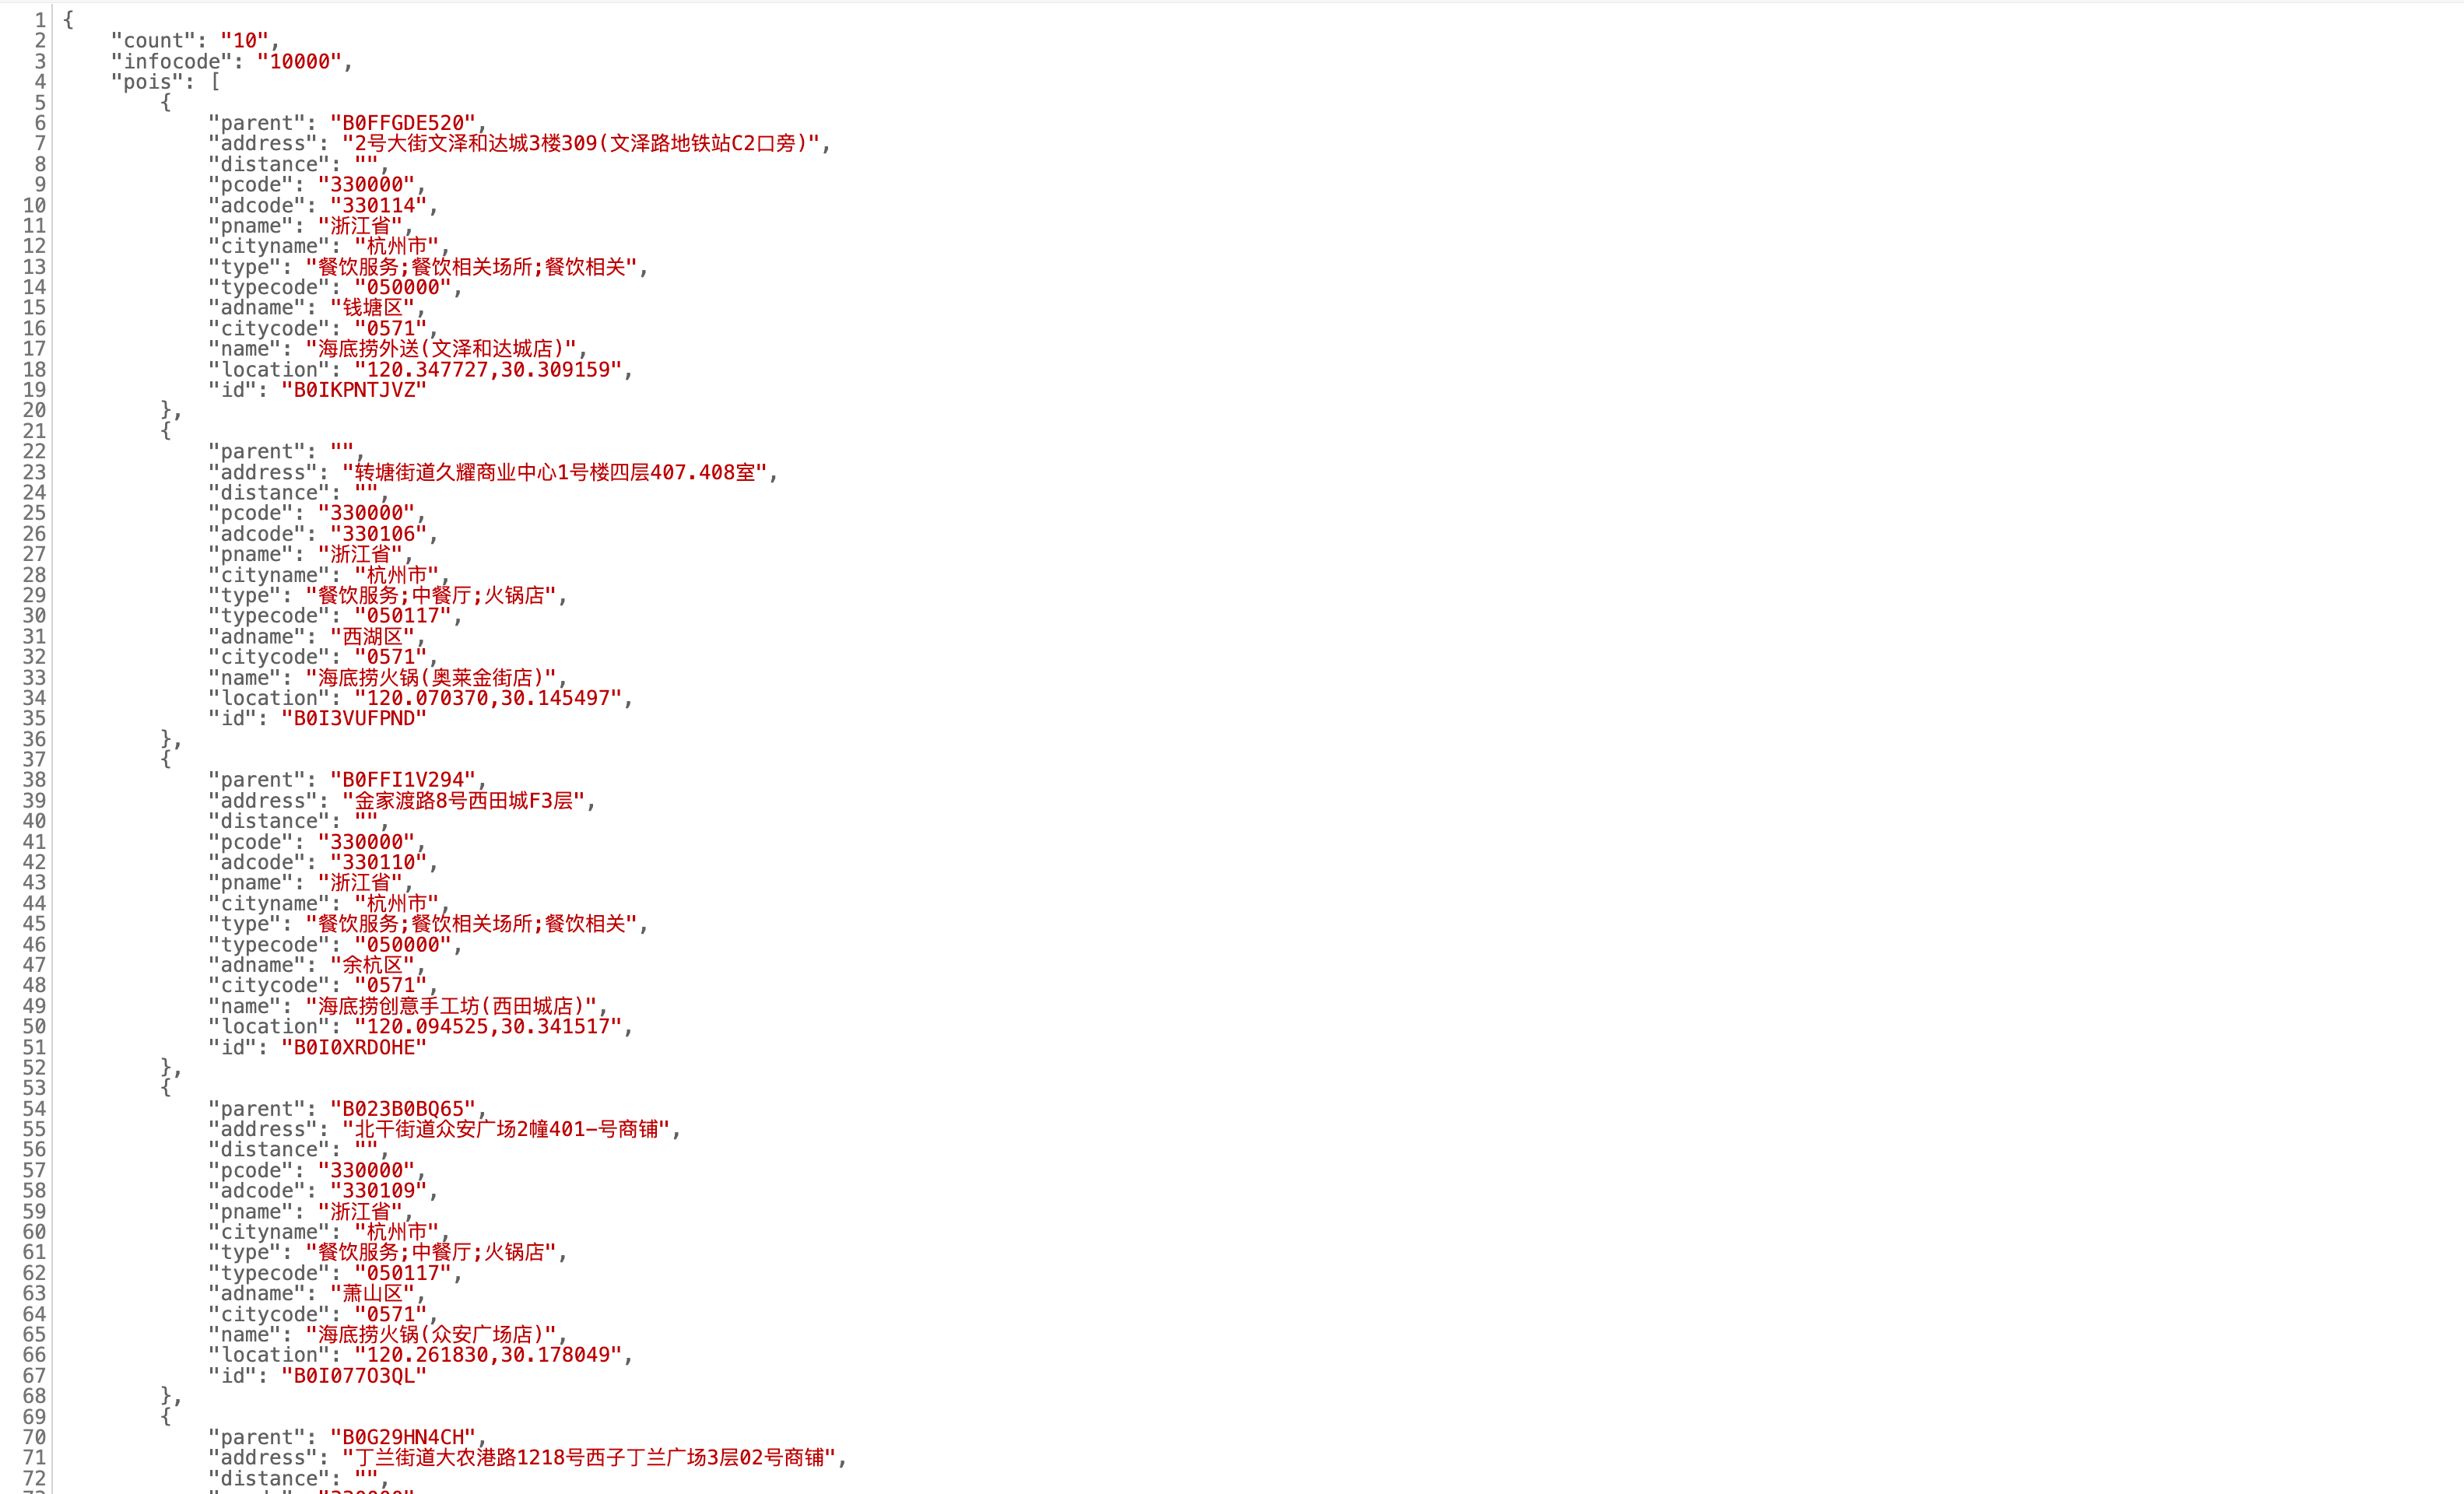 1 {
2     "count": "10",
3     "infocode": "10000",
4     "pois": [
5         {
6             "parent": "B0FFGDE520",
7             "address": "2号大街文泽和达城3楼309(文泽路地铁站C2口旁)",
8             "distance": "",
9             "pcode": "330000",
10             "adcode": "330114",
11             "pname": "浙江省",
12             "cityname": "杭州市",
13             "type": "餐饮服务;餐饮相关场所;餐饮相关",
14             "typecode": "050000",
15             "adname": "钱塘区",
16             "citycode": "0571",
17             "name": "海底捞外送(文泽和达城店)",
18             "location": "120.347727,30.309159",
19             "id": "B0IKPNTJVZ"
20         },
21         {
22             "parent": "",
23             "address": "转塘街道久耀商业中心1号楼四层407.408室",
24             "distance": "",
25             "pcode": "330000",
26             "adcode": "330106",
27             "pname": "浙江省",
28             "cityname": "杭州市",
29             "type": "餐饮服务;中餐厅;火锅店",
30             "typecode": "050117",
31             "adname": "西湖区",
32             "citycode": "0571",
33             "name": "海底捞火锅(奥莱金街店)",
34             "location": "120.070370,30.145497",
35             "id": "B0I3VUFPND"
36         },
37         {
38             "parent": "B0FFI1V294",
39             "address": "金家渡路8号西田城F3层",
40             "distance": "",
41             "pcode": "330000",
42             "adcode": "330110",
43             "pname": "浙江省",
44             "cityname": "杭州市",
45             "type": "餐饮服务;餐饮相关场所;餐饮相关",
46             "typecode": "050000",
47             "adname": "余杭区",
48             "citycode": "0571",
49             "name": "海底捞创意手工坊(西田城店)",
50             "location": "120.094525,30.341517",
51             "id": "B0I0XRDOHE"
52         },
53         {
54             "parent": "B023B0BQ65",
55             "address": "北干街道众安广场2幢401-号商铺",
56             "distance": "",
57             "pcode": "330000",
58             "adcode": "330109",
59             "pname": "浙江省",
60             "cityname": "杭州市",
61             "type": "餐饮服务;中餐厅;火锅店",
62             "typecode": "050117",
63             "adname": "萧山区",
64             "citycode": "0571",
65             "name": "海底捞火锅(众安广场店)",
66             "location": "120.261830,30.178049",
67             "id": "B0I077O3QL"
68         },
69         {
70             "parent": "B0G29HN4CH",
71             "address": "丁兰街道大农港路1218号西子丁兰广场3层02号商铺",
72             "distance": "",